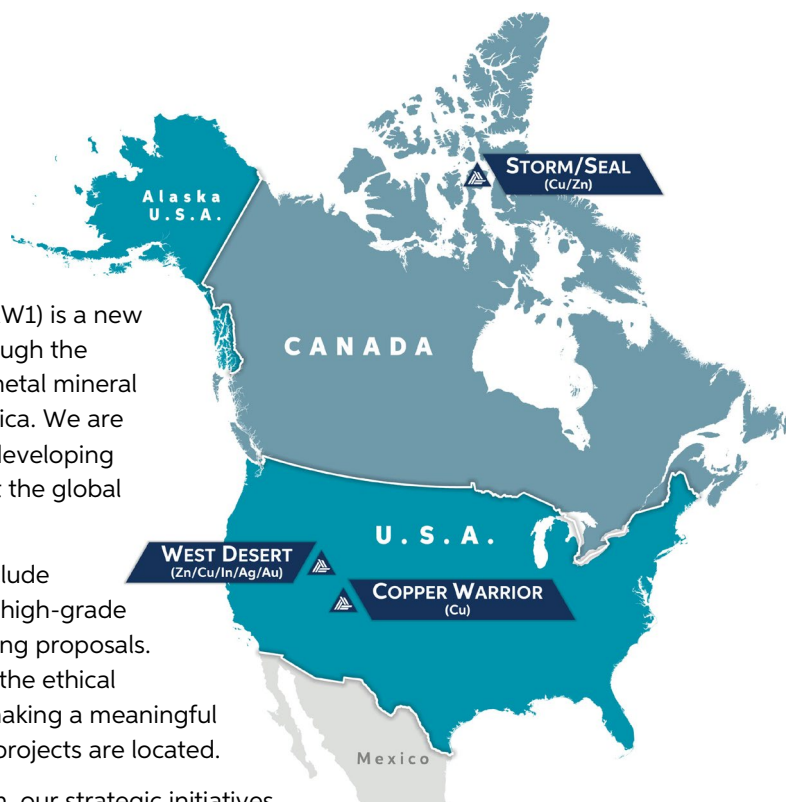 STORM/SEAL
(Cu/Zn)
Alaska
U.S.A.
W1) is a new
ugh the
CANADA
netal mineral
ica. We are
developing
t the global
U.S.A.
WEST DESERT
(Zn/Cu/In/Ag/Au)
lude
COPPER WARRIOR
(Cu)
high-grade
ng proposals.
the ethical
naking a meaningful
projects are located.
Mexico
n, our strategic initiatives